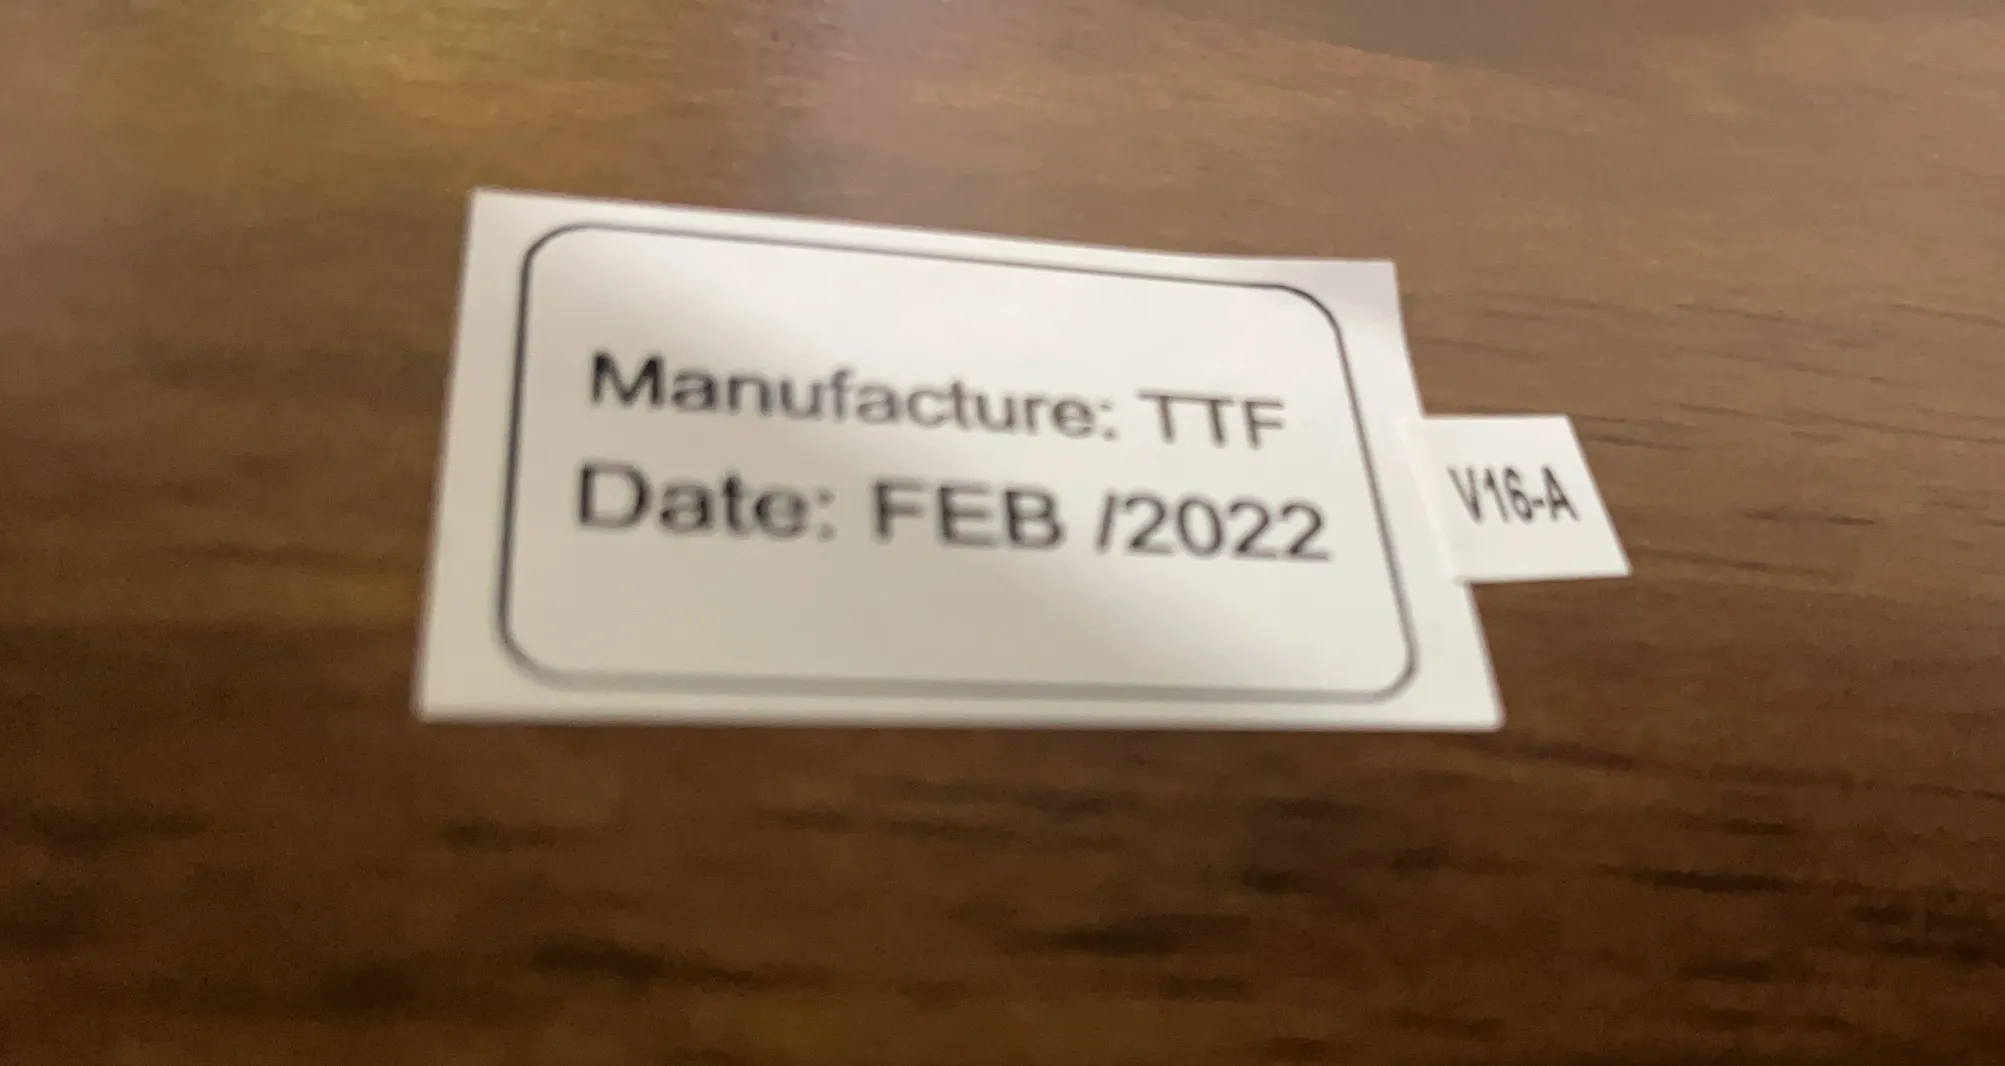 Manufacture: TTF
Date: FEB /2022
V16-A